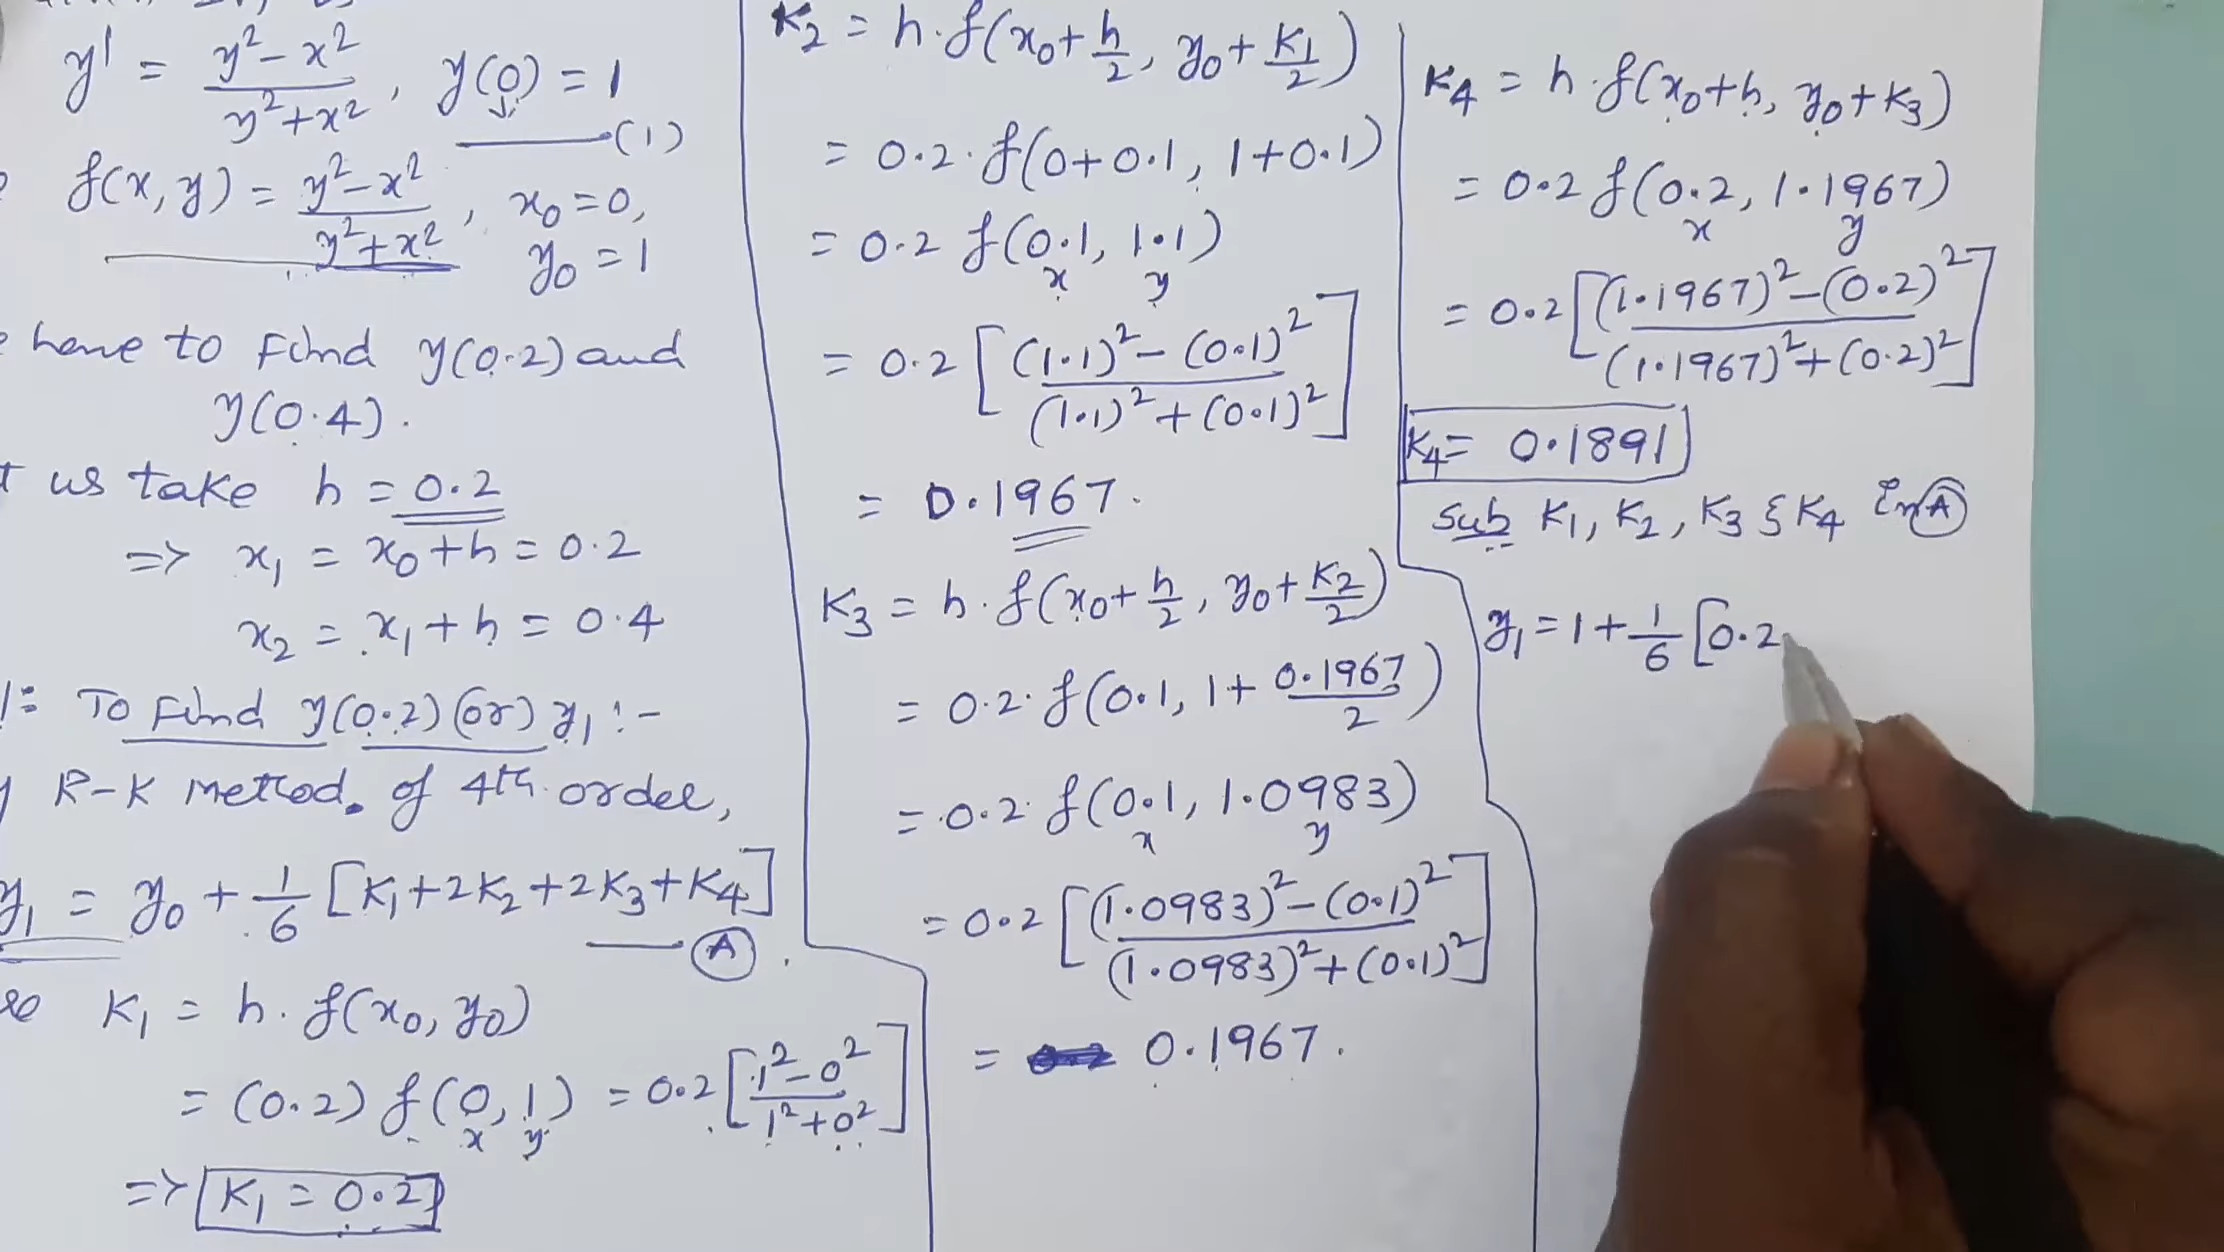 y' = (y² - x²)/(y² + x²), y(0) = 1 —(1)
f(x, y) = (y² - x²)/(y² + x²), x₀ = 0,
y₀ = 1
have to find y(0.2) and
y(0.4).
us take h = 0.2
=> x₁ = x₀ + h = 0.2
x₂ = x₁ + h = 0.4
To find y(0.2) (or) y₁ :-
R-K method of 4th order,
y₁ = y₀ + 1/6 [K₁ + 2K₂ + 2K₃ + K₄]
—(A).
K₁ = h. f(x₀, y₀)
= (0.2) f(0, 1) = 0.2 [(1² - 0²)/(1² + 0²)]
x y
=> K₁ = 0.2
K₂ = h. f(x₀ + h/2, y₀ + K₁/2)
= 0.2. f(0 + 0.1, 1 + 0.1)
= 0.2 f(0.1, 1.1)
x y
= 0.2 [((1.1)² - (0.1)²)/((1.1)² + (0.1)²)]
= 0.1967.
K₃ = h. f(x₀ + h/2, y₀ + K₂/2)
= 0.2. f(0.1, 1 + 0.1967/2)
= 0.2 f(0.1, 1.0983)
x y
= 0.2 [((1.0983)² - (0.1)²)/((1.0983)² + (0.1)²)]
= 0.1967.
K₄ = h. f(x₀ + h, y₀ + K₃)
= 0.2 f(0.2, 1.1967)
x y
= 0.2 [((1.1967)² - (0.2)²)/((1.1967)² + (0.2)²)]
K₄ = 0.1891
Sub K₁, K₂, K₃ & K₄ in (A)
y₁ = 1 + 1/6 [0.2